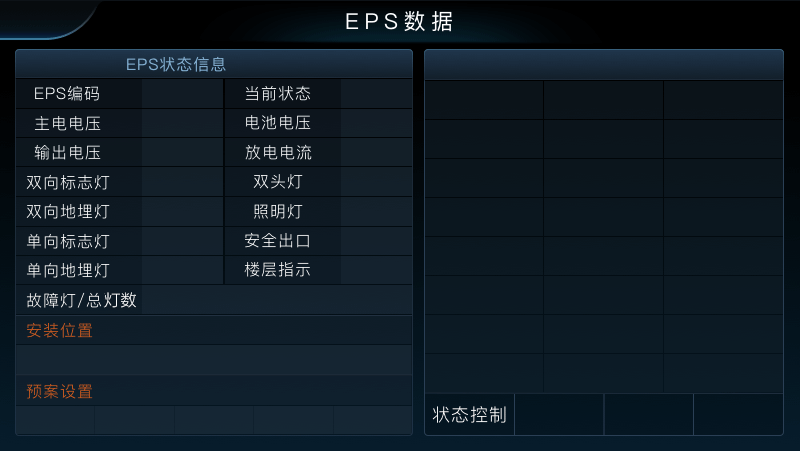 EPS数据
EPS状态信息
EPS编码 当前状态
主电电压 电池电压
输出电压 放电电流
双向标志灯 双头灯
双向地埋灯 照明灯
单向标志灯 安全出口
单向地埋灯 楼层指示
故障灯/总灯数
安装位置
预案设置
状态控制